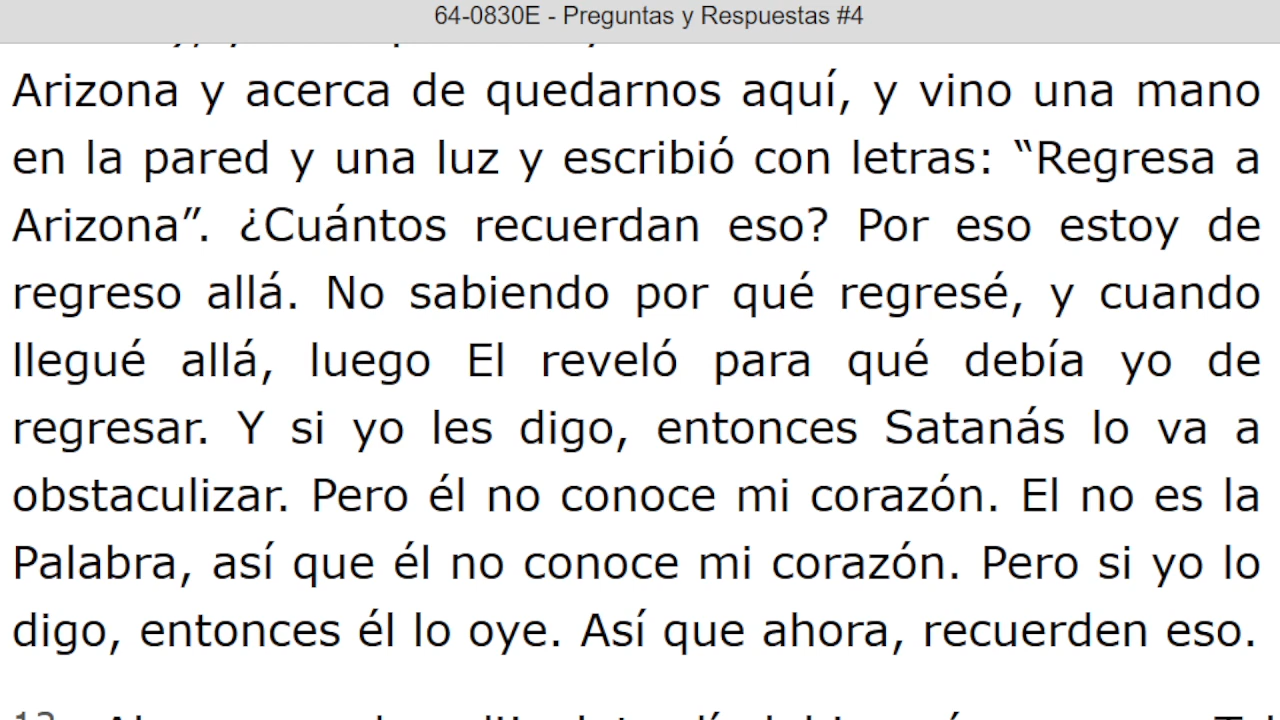 64-0830E - Preguntas y Respuestas #4
Arizona y acerca de quedarnos aquí, y vino una mano
en la pared y una luz y escribió con letras: “Regresa a
Arizona”. ¿Cuántos recuerdan eso? Por eso estoy de
regreso allá. No sabiendo por qué regresé, y cuando
llegué allá, luego El reveló para qué debía yo de
regresar. Y si yo les digo, entonces Satanás lo va a
obstaculizar. Pero él no conoce mi corazón. El no es la
Palabra, así que él no conoce mi corazón. Pero si yo lo
digo, entonces él lo oye. Así que ahora, recuerden eso.